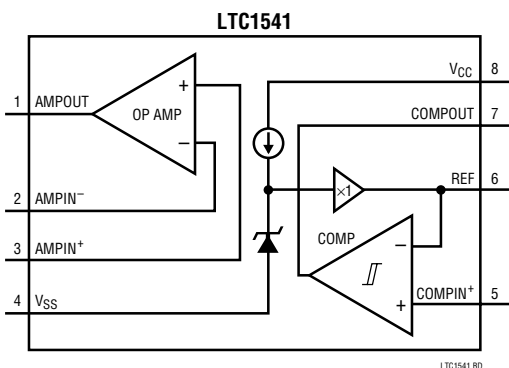 LTC1541
VCC 8
1 AMPOUT
+
OP AMP
−
COMPOUT 7
×1
REF 6
2 AMPIN−
COMP
−
3 AMPIN+
+
COMPIN+ 5
4 VSS
LTC1541 BD